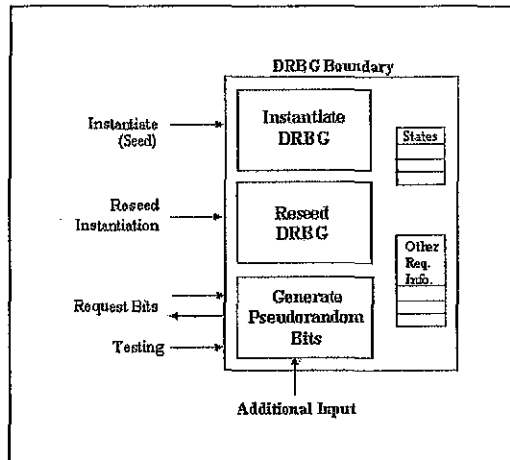 DRBG Boundary
Instantiate
(Seed)
Instantiate
DRBG
States
Reseed
Instantiation
Reseed
DRBG
Other
Req.
Info.
Request Bits
Generate
Pseudorandom
Bits
Testing
Additional Input